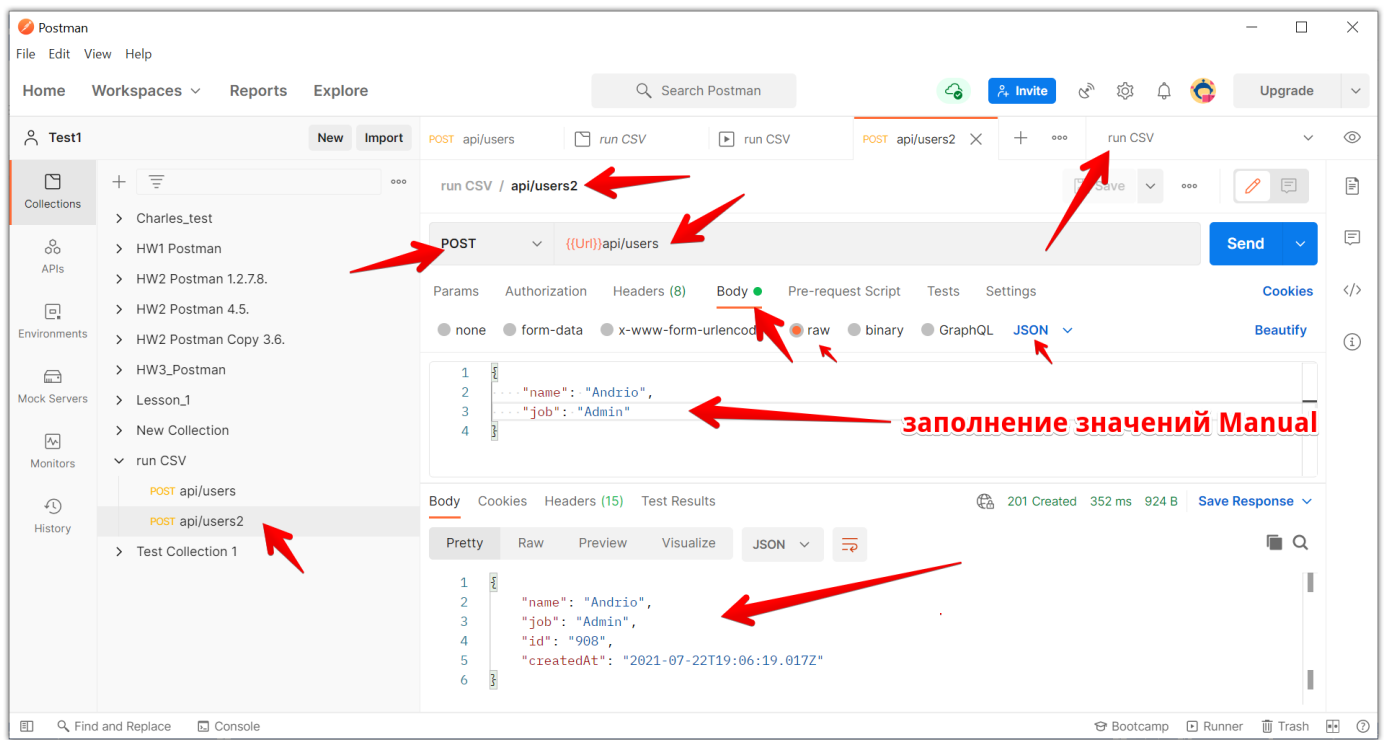 Postman
File Edit View Help
Home Workspaces Reports Explore Search Postman Invite Upgrade
Test1 New Import
POST api/users run CSV run CSV POST api/users2 run CSV
run CSV / api/users2 Save
Collections
APIs
Environments
Mock Servers
Monitors
History
Charles_test
HW1 Postman
HW2 Postman 1.2.7.8.
HW2 Postman 4.5.
HW2 Postman Copy 3.6.
HW3_Postman
Lesson_1
New Collection
run CSV
POST api/users
POST api/users2
Test Collection 1
POST {{Url}}api/users Send
Params Authorization Headers (8) Body Pre-request Script Tests Settings Cookies
none form-data x-www-form-urlencod raw binary GraphQL JSON Beautify
1 {
2 "name": "Andrio",
3 "job": "Admin"
4 }
заполнение значений Manual
Body Cookies Headers (15) Test Results 201 Created 352 ms 924 B Save Response
Pretty Raw Preview Visualize JSON
1 {
2 "name": "Andrio",
3 "job": "Admin",
4 "id": "908",
5 "createdAt": "2021-07-22T19:06:19.017Z"
6 }
Find and Replace Console Bootcamp Runner Trash